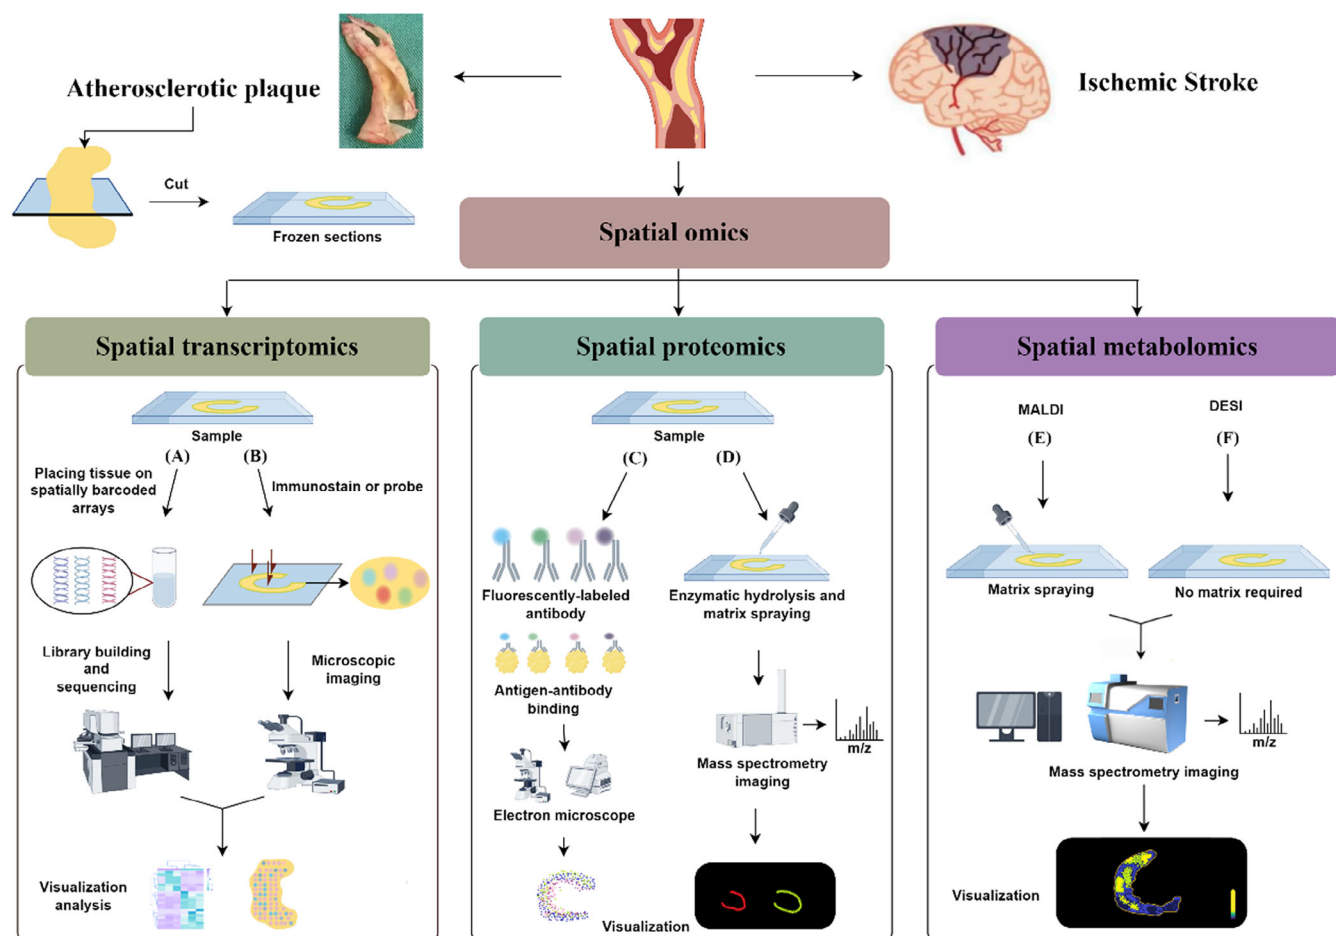 Atherosclerotic plaque
Ischemic Stroke
Cut
Frozen sections
Spatial omics
Spatial transcriptomics
Sample
(A)
(B)
Placing tissue on
spatially barcoded
arrays
Immunostain or probe
Library building
and
sequencing
Microscopic
imaging
Visualization
analysis
Spatial proteomics
Sample
(C)
(D)
Fluorescently-labeled
antibody
Enzymatic hydrolysis and
matrix spraying
Antigen-antibody
binding
m/z
Mass spectrometry
imaging
Electron microscope
Visualization
Spatial metabolomics
MALDI
DESI
(E)
(F)
Matrix spraying
No matrix required
m/z
Mass spectrometry imaging
Visualization